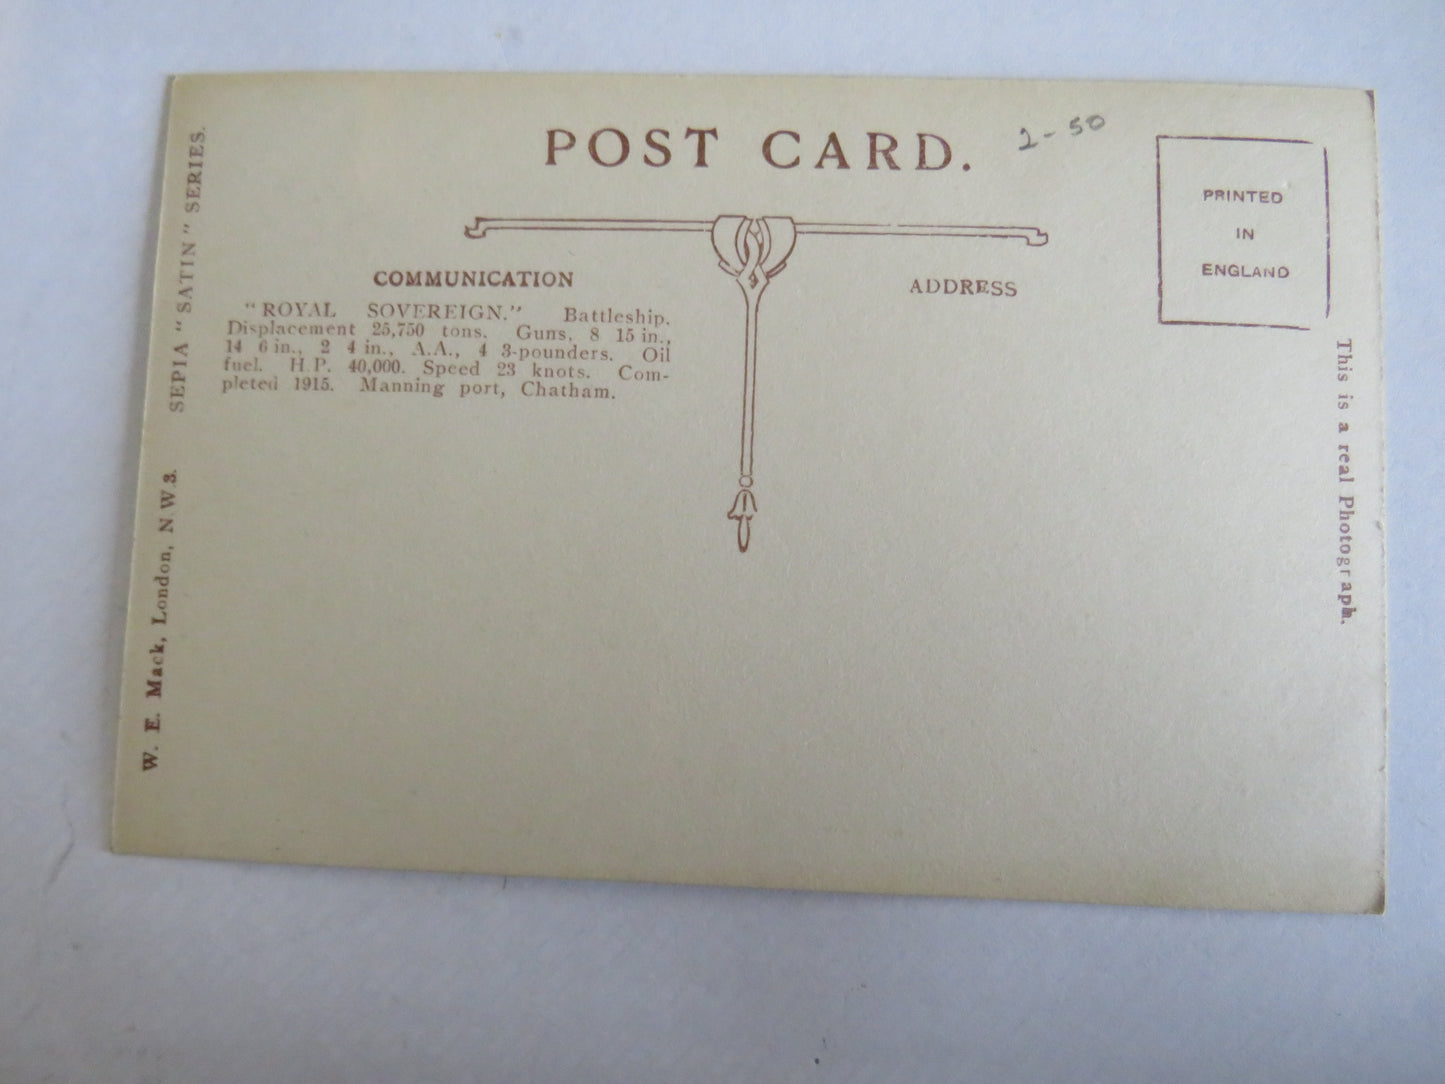 POST CARD.
2-50
PRINTED
IN
ENGLAND
COMMUNICATION
ADDRESS
"ROYAL SOVEREIGN." Battleship.
Displacement 25,750 tons. Guns, 8 15 in.,
14 6 in., 2 4 in., A.A., 4 3-pounders. Oil
fuel. H.P. 40,000. Speed 23 knots. Com-
pleted 1915. Manning port, Chatham.
W. E. Mack, London, N W 3. SEPIA "SATIN" SERIES.
This is a real Photograph.